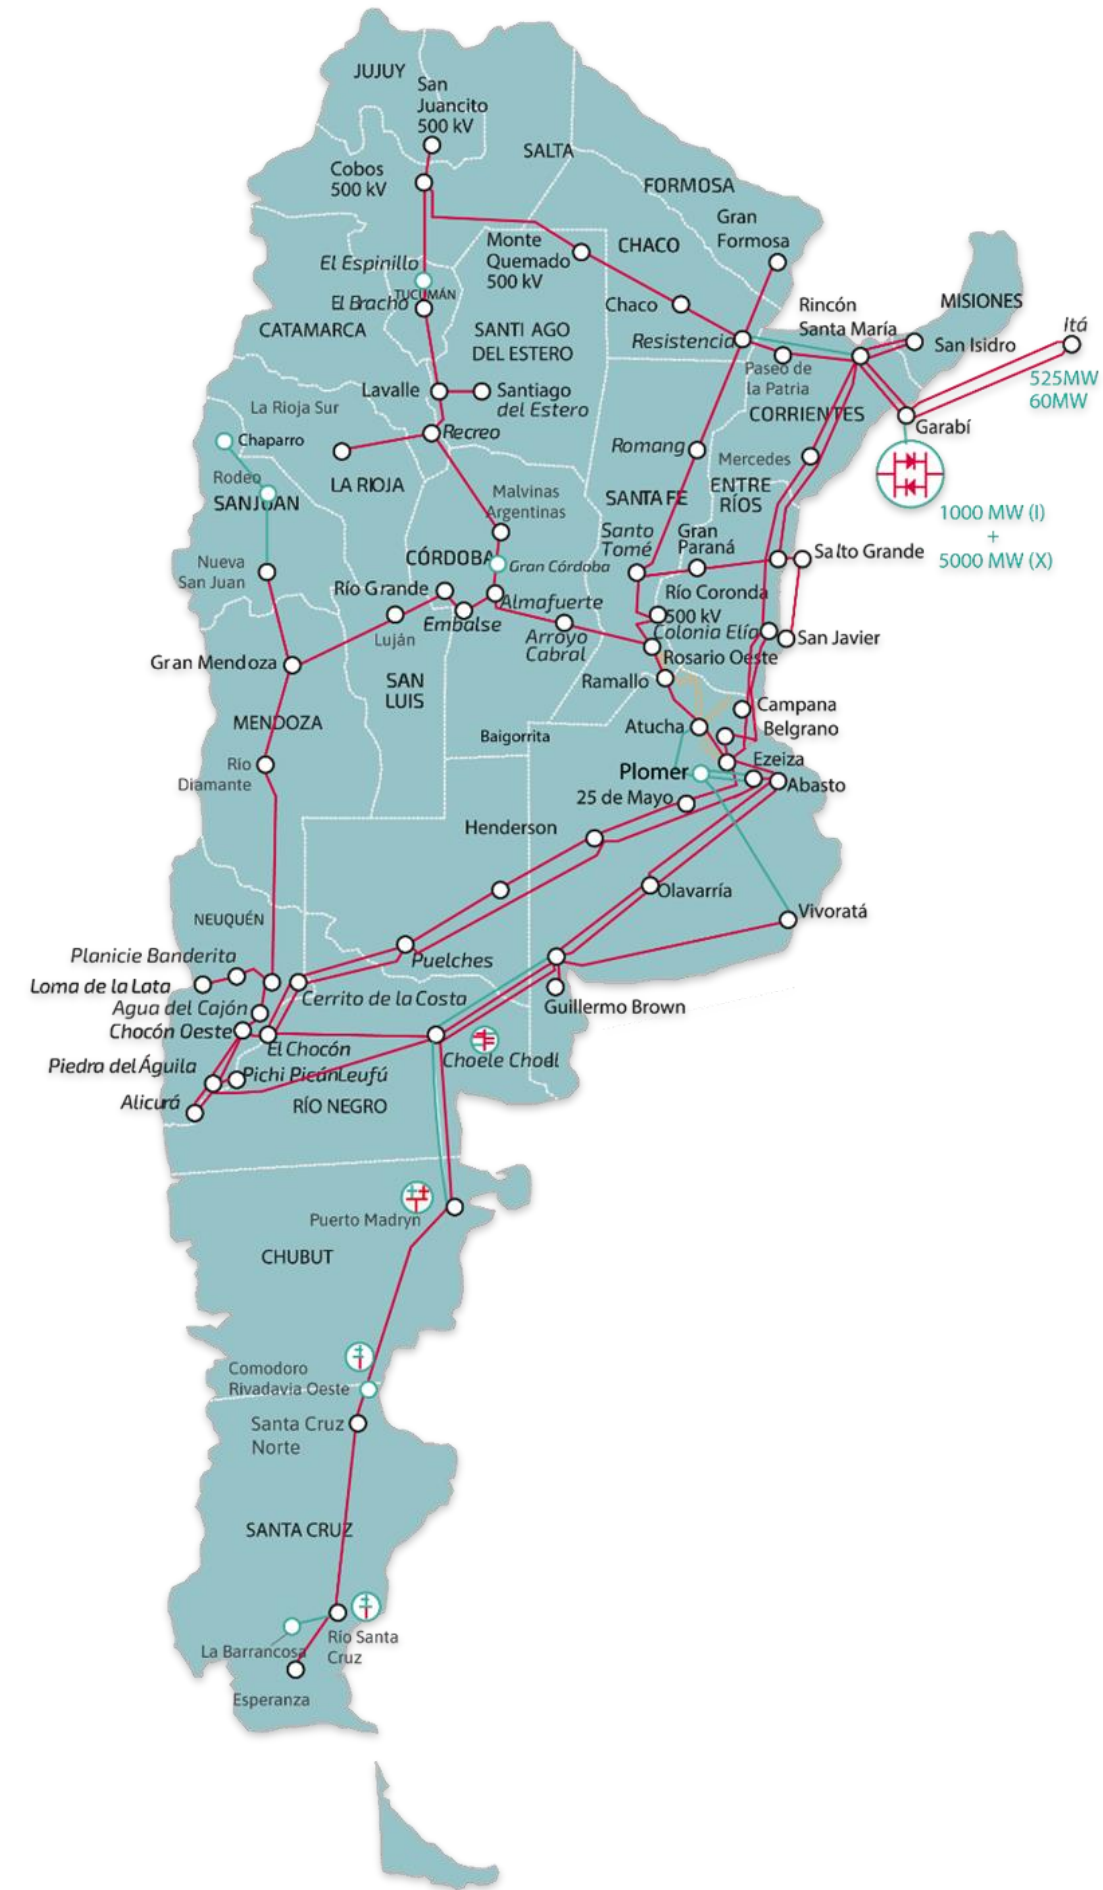 JUJUY
San
Juancito
500 kV
SALTA
Cobos
500 kV
FORMOSA
Gran
Formosa
Monte
Quemado
500 kV
CHACO
El Espinillo
TUCUMÁN
El Bracho
Chaco
CATAMARCA
SANTI AGO
DEL ESTERO
Resistencia
Rincón
Santa María
MISIONES
San Isidro
Itá
525MW
60MW
Paseo de
la Patria
Lavalle
Santiago
del Estero
CORRIENTES
Garabí
La Rioja Sur
Chaparro
Recreo
Romang
Mercedes
Rodeo
SANJUAN
LA RIOJA
Malvinas
Argentinas
SANTA FE
ENTRE
RÍOS
1000 MW (I)
+
5000 MW (X)
Santo
Tomé
Gran
Paraná
Salto Grande
Nueva
San Juan
CÓRDOBA
Gran Córdoba
Río Grande
Almafuerte
Río Coronda
500 kV
Embalse
Luján
Arroyo
Cabral
Colonia Elía
San Javier
Rosario Oeste
Gran Mendoza
SAN
LUIS
Ramallo
MENDOZA
Baigorrita
Atucha
Campana
Belgrano
Río
Diamante
Ezeiza
Plomer
Abasto
25 de Mayo
Henderson
Olavarría
Vivoratá
NEUQUÉN
Planicie Banderita
Puelches
Loma de la Lata
Cerrito de la Costa
Guillermo Brown
Agua del Cajón
Chocón Oeste
El Chocón
Choele Choell
Piedra del Águila
Pichi Picún Leufú
Alicurá
RÍO NEGRO
Puerto Madryn
CHUBUT
Comodoro
Rivadavia Oeste
Santa Cruz
Norte
SANTA CRUZ
Río Santa
Cruz
La Barrancosa
Esperanza